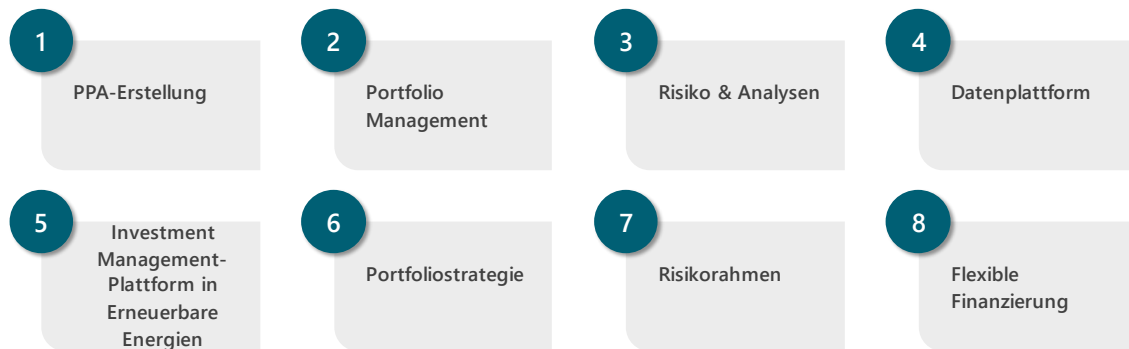 1
PPA-Erstellung
2
Portfolio
Management
3
Risiko & Analysen
4
Datenplattform
5
Investment
Management-
Plattform in
Erneuerbare
Energien
6
Portfoliostrategie
7
Risikorahmen
8
Flexible
Finanzierung